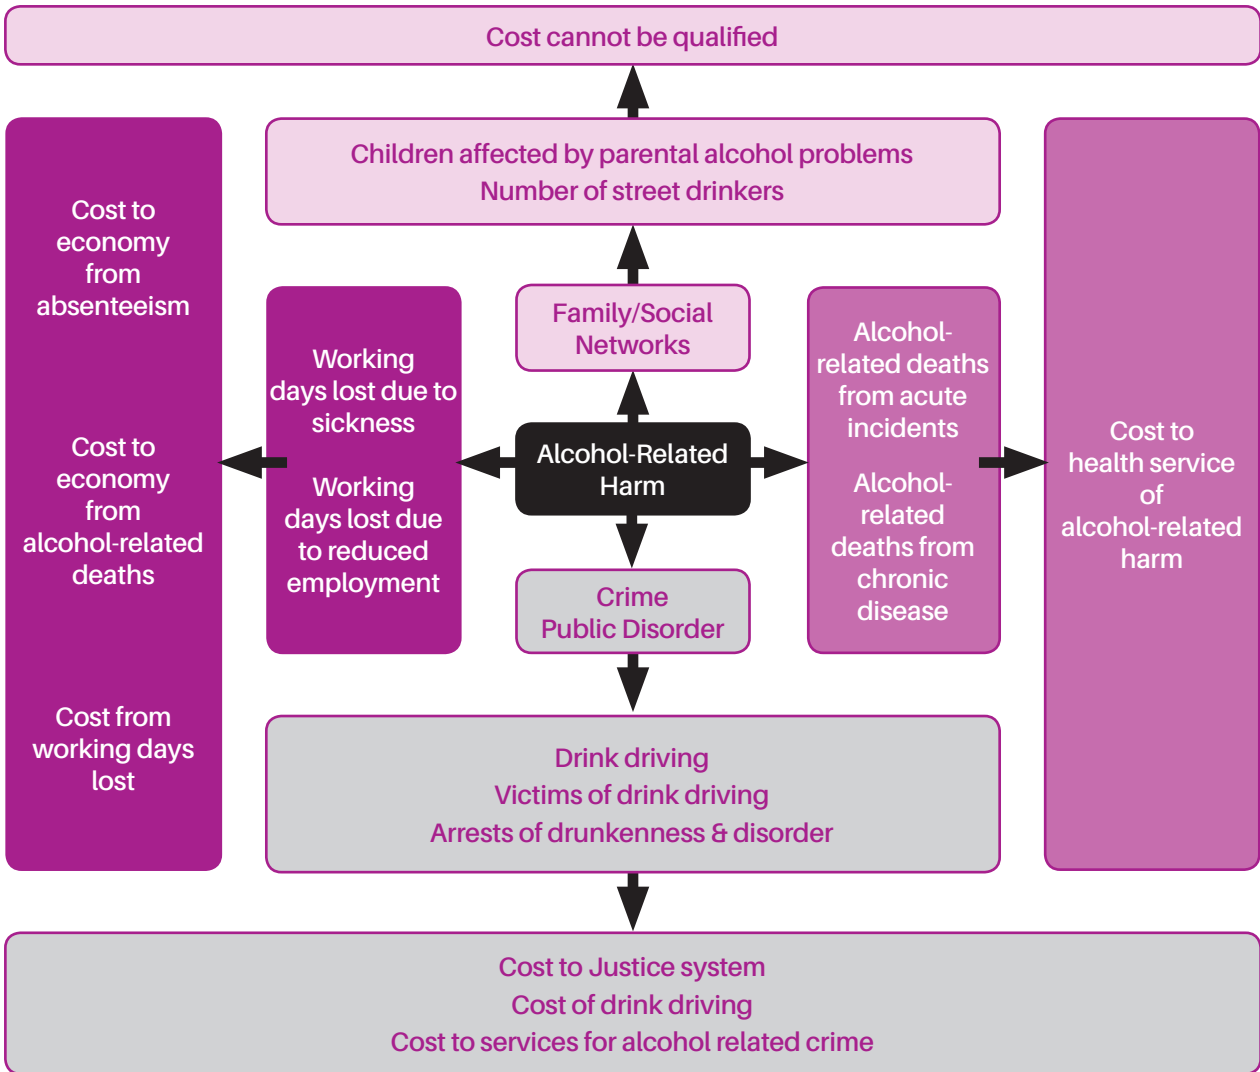 Cost cannot be qualified
Children affected by parental alcohol problems
Number of street drinkers
Cost to
economy
from
absenteeism
Cost to
economy
from
alcohol-related
deaths
Cost from
working days
lost
Working
days lost due to
sickness
Working
days lost due
to reduced
employment
Family/Social
Networks
Alcohol-Related
Harm
Crime
Public Disorder
Alcohol-
related deaths
from acute
incidents
Alcohol-
related
deaths from
chronic
disease
Cost to
health service
of
alcohol-related
harm
Drink driving
Victims of drink driving
Arrests of drunkenness & disorder
Cost to Justice system
Cost of drink driving
Cost to services for alcohol related crime